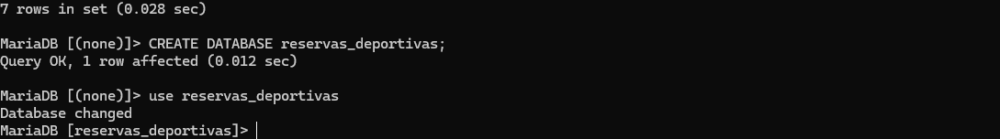 7 rows in set (0.028 sec)
MariaDB [(none)]> CREATE DATABASE reservas_deportivas;
Query OK, 1 row affected (0.012 sec)
MariaDB [(none)]> use reservas_deportivas
Database changed
MariaDB [reservas_deportivas]>